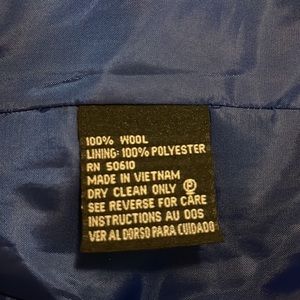 100% WOOL
LINING: 100% POLYESTER
RN 50610
MADE IN VIETNAM
DRY CLEAN ONLY Ⓟ
SEE REVERSE FOR CARE
INSTRUCTIONS AU DOS
VER AL DORSO PARA CUIDADO